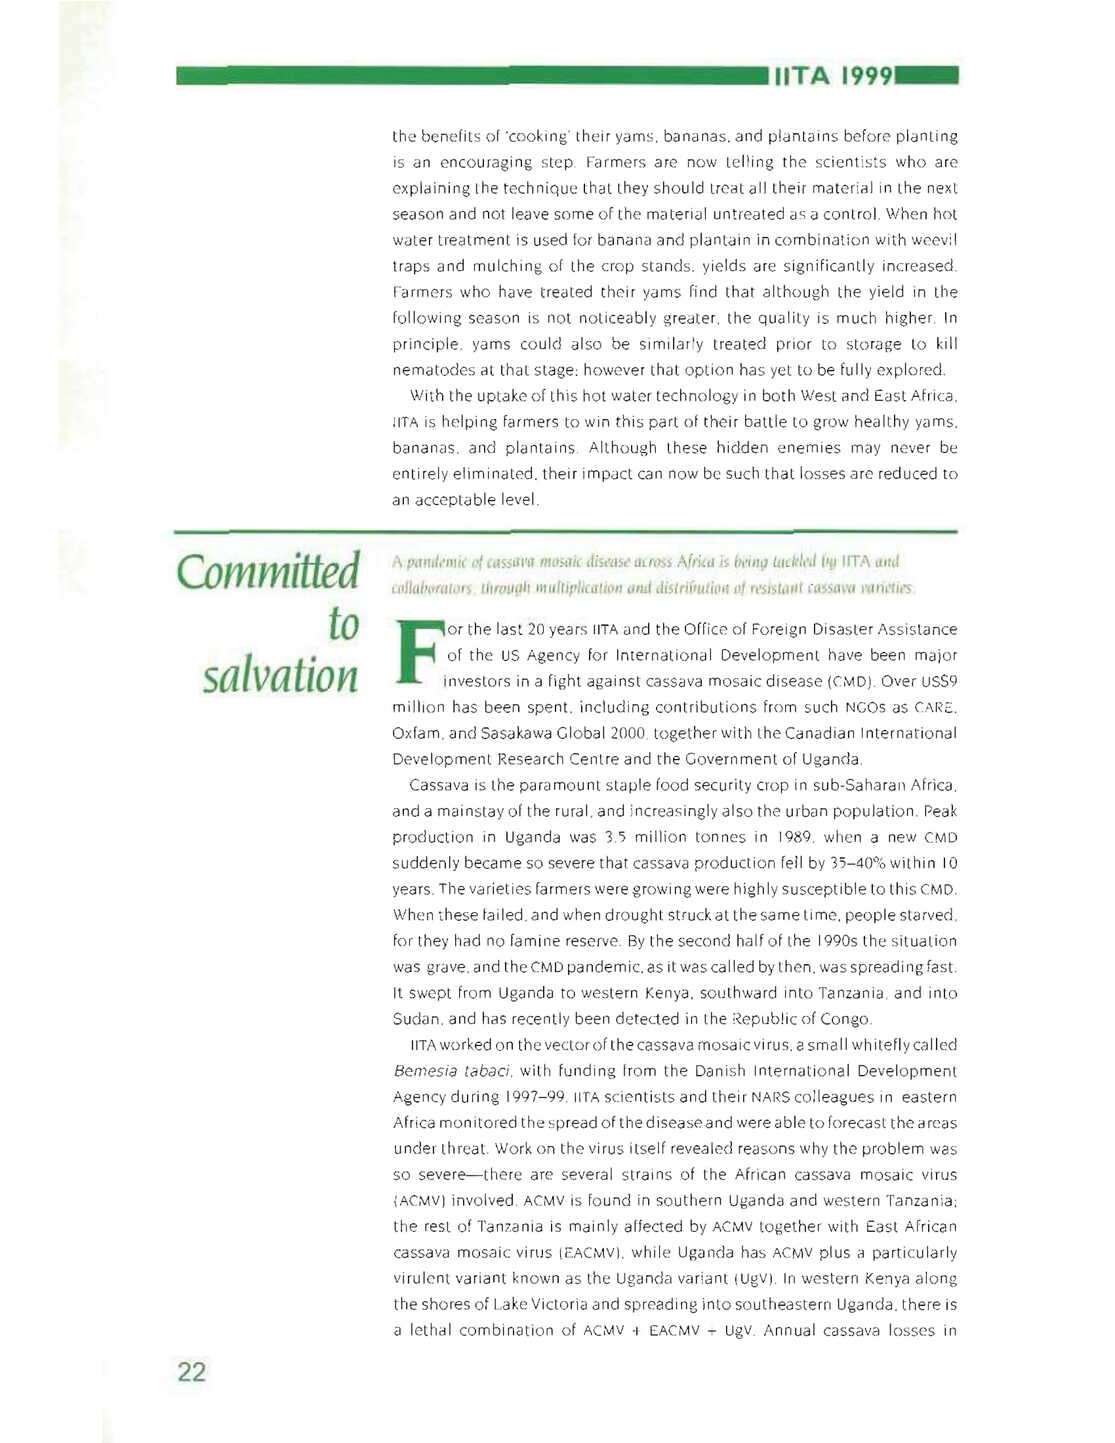 IITA 1999
the benefits of 'cooking' their yams, bananas, and plantains before planting
is an encouraging step. Farmers are now telling the scientists who are
explaining the technique that they should treat all their material in the next
season and not leave some of the material untreated as a control. When hot
water treatment is used for banana and plantain in combination with weevil
traps and mulching of the crop stands, yields are significantly increased.
Farmers who have treated their yams find that although the yield in the
following season is not noticeably greater, the quality is much higher. In
principle, yams could also be similarly treated prior to storage to kill
nematodes at that stage; however that option has yet to be fully explored.
With the uptake of this hot water technology in both West and East Africa,
IITA is helping farmers to win this part of their battle to grow healthy yams,
bananas, and plantains. Although these hidden enemies may never be
entirely eliminated, their impact can now be such that losses are reduced to
an acceptable level.
Committed
to
salvation
A pandemic of cassava mosaic disease across Africa is being tackled by IITA and
collaborators, through multiplication and distribution of resistant cassava varieties.
For the last 20 years IITA and the Office of Foreign Disaster Assistance
of the US Agency for International Development have been major
investors in a fight against cassava mosaic disease (CMD). Over US$9
million has been spent, including contributions from such NGOs as CARE,
Oxfam, and Sasakawa Global 2000, together with the Canadian International
Development Research Centre and the Government of Uganda.
Cassava is the paramount staple food security crop in sub-Saharan Africa,
and a mainstay of the rural, and increasingly also the urban population. Peak
production in Uganda was 3.5 million tonnes in 1989, when a new CMD
suddenly became so severe that cassava production fell by 35–40% within 10
years. The varieties farmers were growing were highly susceptible to this CMD.
When these failed, and when drought struck at the same time, people starved,
for they had no famine reserve. By the second half of the 1990s the situation
was grave, and the CMD pandemic, as it was called by then, was spreading fast.
It swept from Uganda to western Kenya, southward into Tanzania, and into
Sudan, and has recently been detected in the Republic of Congo.
IITA worked on the vector of the cassava mosaic virus, a small whitefly called
Bemesia tabaci, with funding from the Danish International Development
Agency during 1997–99. IITA scientists and their NARS colleagues in eastern
Africa monitored the spread of the disease and were able to forecast the areas
under threat. Work on the virus itself revealed reasons why the problem was
so severe—there are several strains of the African cassava mosaic virus
(ACMV) involved. ACMV is found in southern Uganda and western Tanzania;
the rest of Tanzania is mainly affected by ACMV together with East African
cassava mosaic virus (EACMV), while Uganda has ACMV plus a particularly
virulent variant known as the Uganda variant (UgV). In western Kenya along
the shores of Lake Victoria and spreading into southeastern Uganda, there is
a lethal combination of ACMV + EACMV + UgV. Annual cassava losses in
22